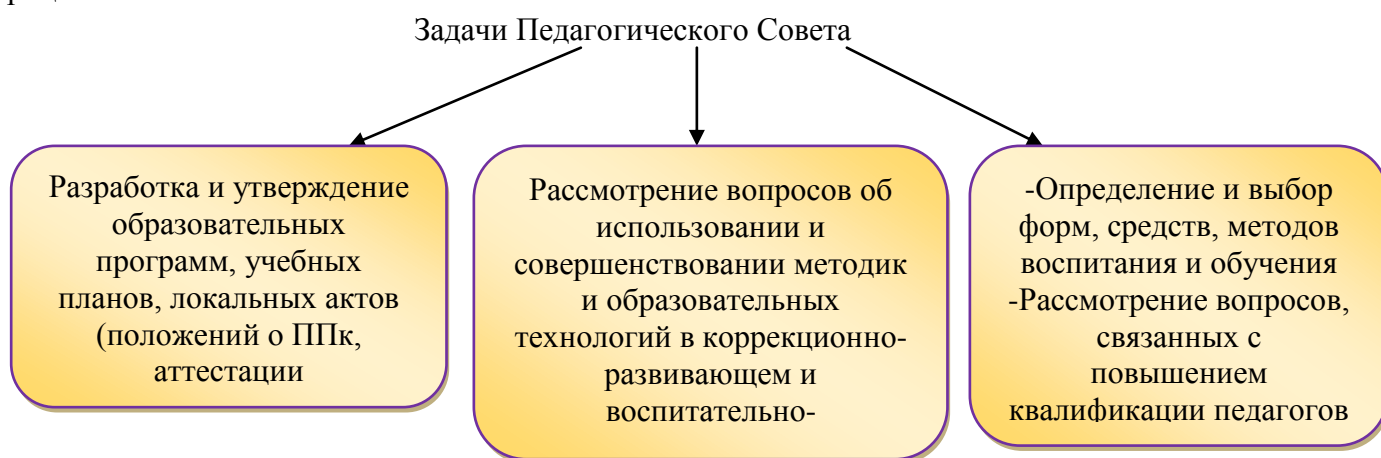 Задачи Педагогического Совета
Разработка и утверждение
образовательных
программ, учебных
планов, локальных актов
(положений о ППк,
аттестации
Рассмотрение вопросов об
использовании и
совершенствовании методик
и образовательных
технологий в коррекционно-
развивающем и
воспитательно-
-Определение и выбор
форм, средств, методов
воспитания и обучения
-Рассмотрение вопросов,
связанных с
повышением
квалификации педагогов